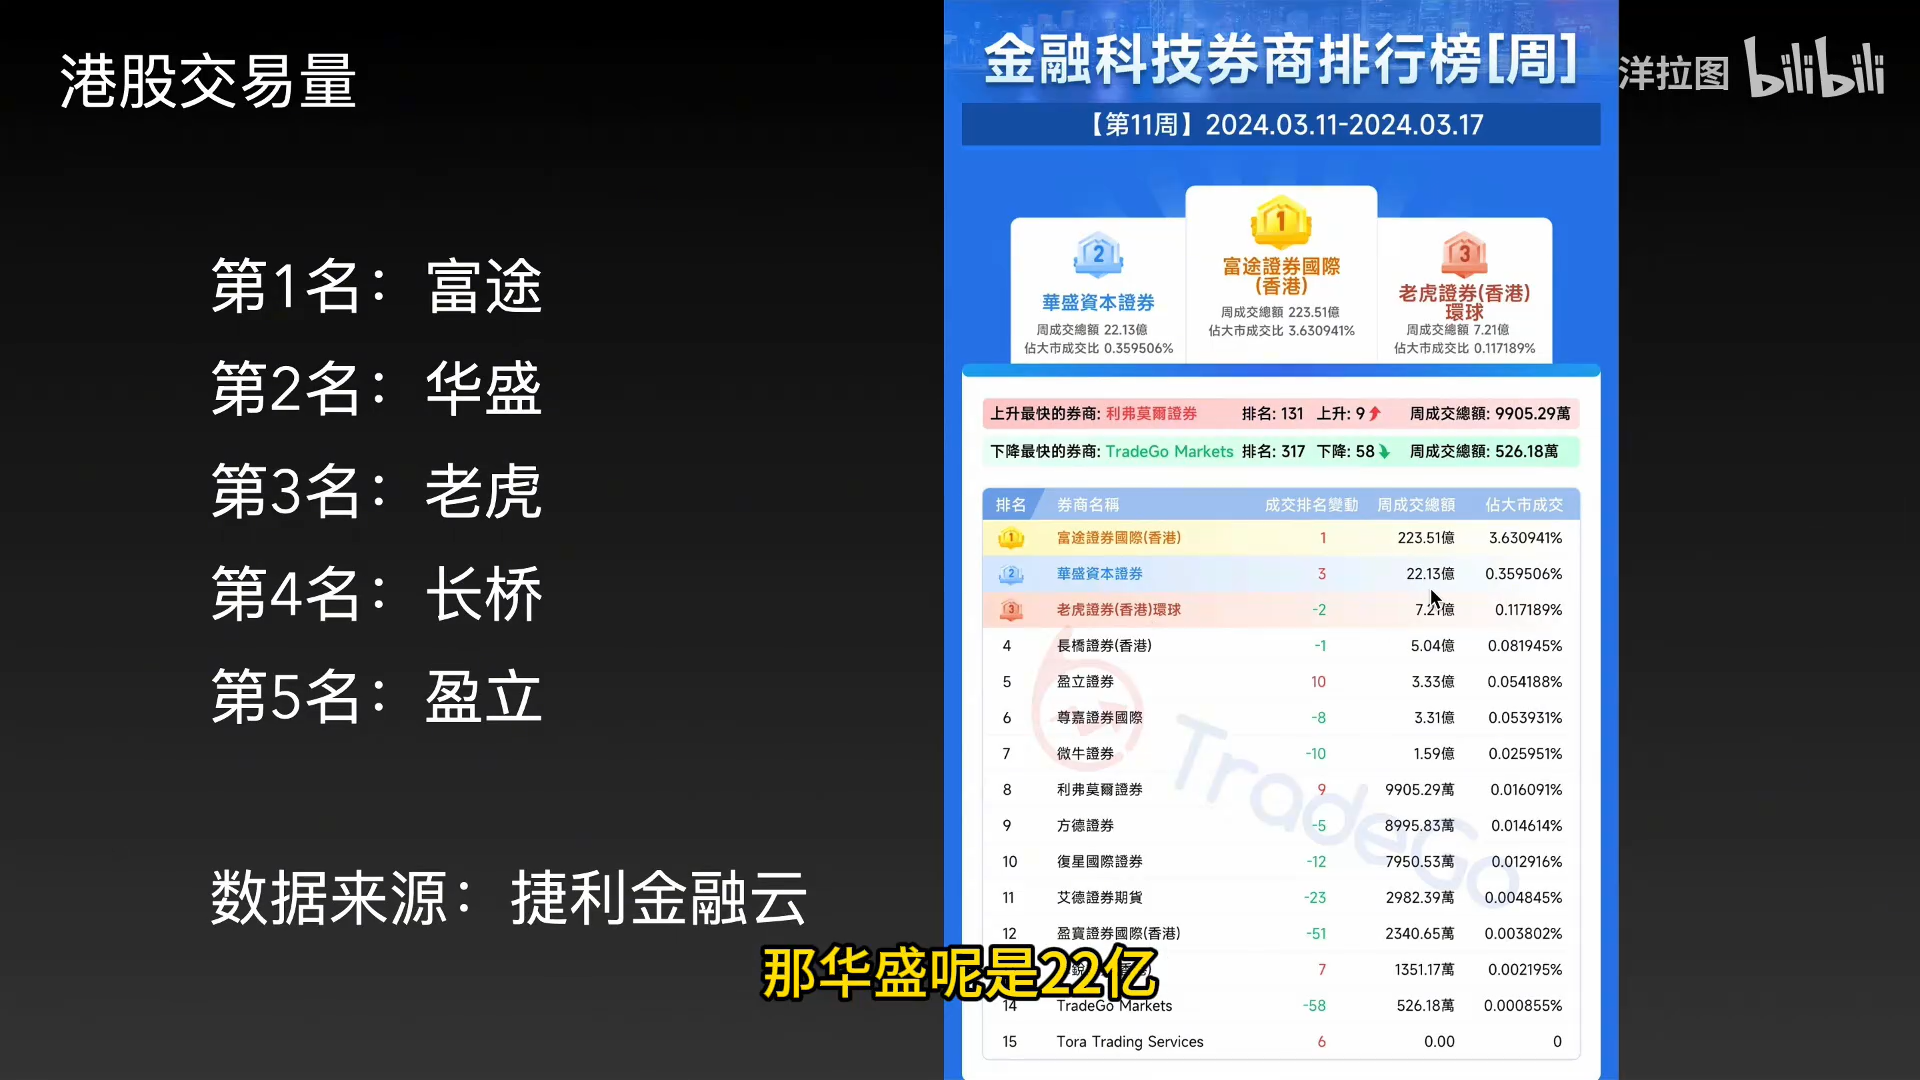 港股交易量
第1名：富途
第2名：华盛
第3名：老虎
第4名：长桥
第5名：盈立
数据来源：捷利金融云
金融科技券商排行榜[周]
【第11周】2024.03.11-2024.03.17
洋拉图 bilibili
2
華盛資本證券
周成交總額 22.13億
佔大市成交比 0.359506%
1
富途證券國際
(香港)
周成交總額 223.51億
佔大市成交比 3.630941%
3
老虎證券(香港)
環球
周成交總額 7.21億
佔大市成交比 0.117189%
上升最快的券商: 利弗莫爾證券 排名: 131 上升: 9 周成交總額: 9905.29萬
下降最快的券商: TradeGo Markets 排名: 317 下降: 58 周成交總額: 526.18萬
排名 券商名稱 成交排名變動 周成交總額 佔大市成交
1 富途證券國際(香港) 1 223.51億 3.630941%
2 華盛資本證券 3 22.13億 0.359506%
3 老虎證券(香港)環球 -2 7.21億 0.117189%
4 長橋證券(香港) -1 5.04億 0.081945%
5 盈立證券 10 3.33億 0.054188%
6 尊嘉證券國際 -8 3.31億 0.053931%
7 微牛證券 -10 1.59億 0.025951%
8 利弗莫爾證券 9 9905.29萬 0.016091%
9 方德證券 -5 8995.83萬 0.014614%
10 復星國際證券 -12 7950.53萬 0.012916%
11 艾德證券期貨 -23 2982.39萬 0.004845%
12 盈寶證券國際(香港) -51 2340.65萬 0.003802%
7 1351.17萬 0.002195%
14 TradeGo Markets -58 526.18萬 0.000855%
15 Tora Trading Services 6 0.00 0
TradeGo
那华盛呢是22亿